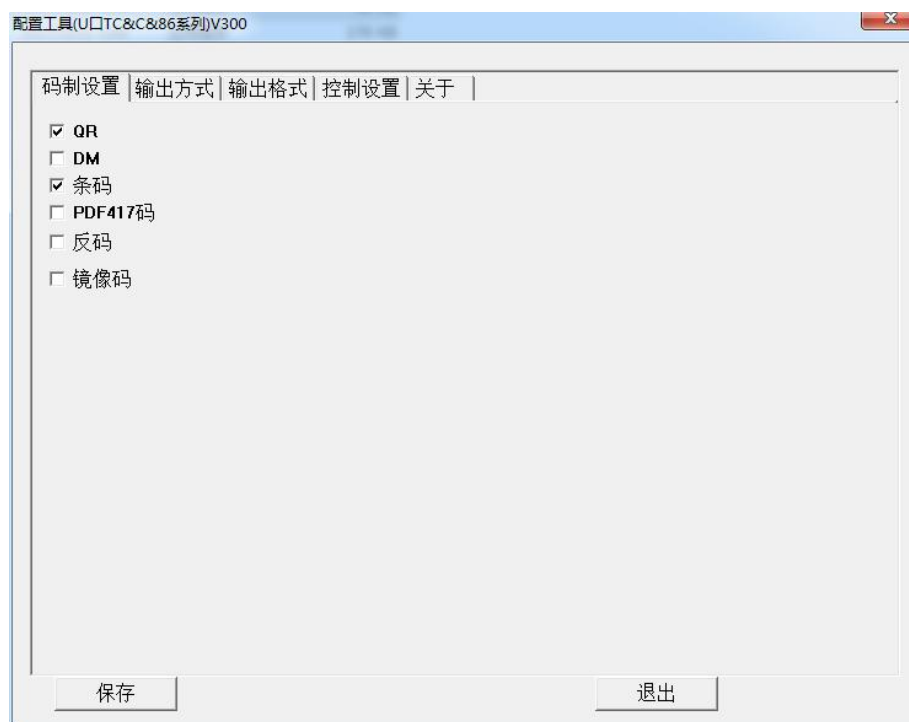 配置工具(U口TC&C&86系列)V300
码制设置 输出方式 输出格式 控制设置 关于
QR
DM
条码
PDF417码
反码
镜像码
保存 退出